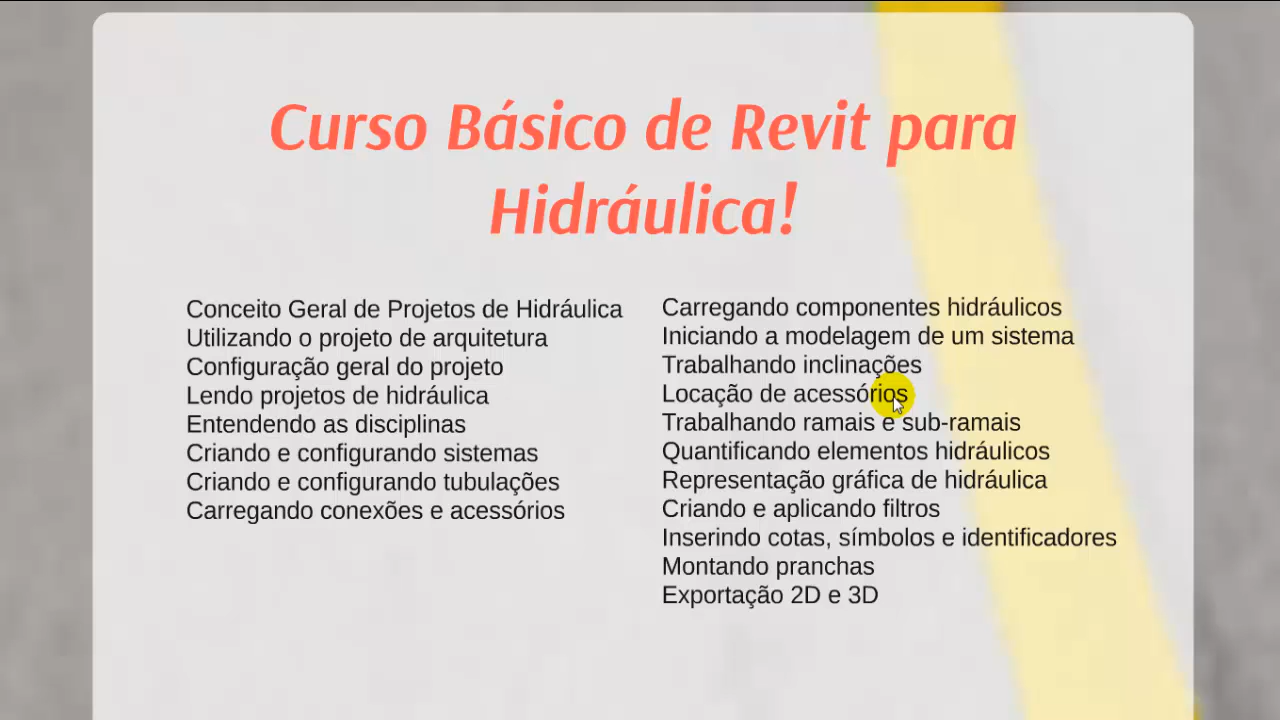 Curso Básico de Revit para
Hidráulica!
Conceito Geral de Projetos de Hidráulica
Utilizando o projeto de arquitetura
Configuração geral do projeto
Lendo projetos de hidráulica
Entendendo as disciplinas
Criando e configurando sistemas
Criando e configurando tubulações
Carregando conexões e acessórios
Carregando componentes hidráulicos
Iniciando a modelagem de um sistema
Trabalhando inclinações
Locação de acessórios
Trabalhando ramais e sub-ramais
Quantificando elementos hidráulicos
Representação gráfica de hidráulica
Criando e aplicando filtros
Inserindo cotas, símbolos e identificadores
Montando pranchas
Exportação 2D e 3D